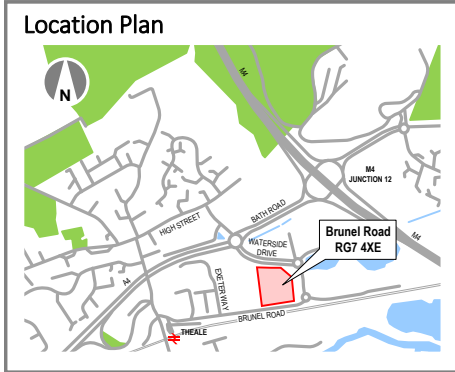 Location Plan
N
M4
M4
JUNCTION 12
BATH ROAD
HIGH STREET
Brunel Road
RG7 4XE
M4
WATERSIDE
DRIVE
A4
EXETER WAY
BRUNEL ROAD
THEALE